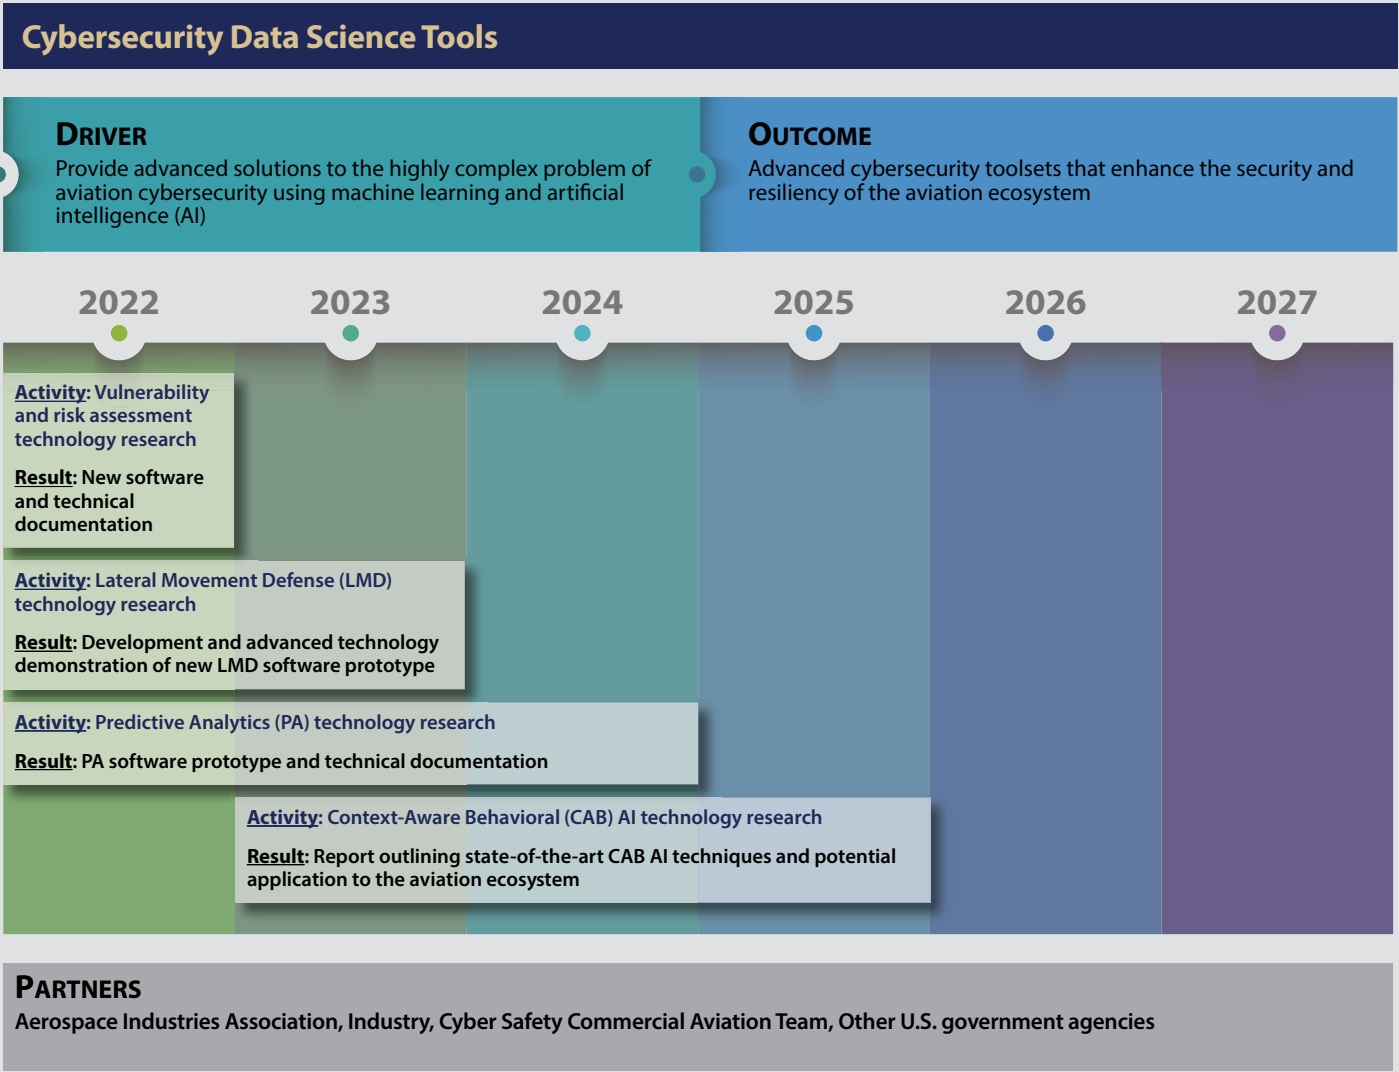 Cybersecurity Data Science Tools
DRIVER
Provide advanced solutions to the highly complex problem of
aviation cybersecurity using machine learning and artificial
intelligence (AI)
OUTCOME
Advanced cybersecurity toolsets that enhance the security and
resiliency of the aviation ecosystem
2022 2023 2024 2025 2026 2027
Activity: Vulnerability
and risk assessment
technology research
Result: New software
and technical
documentation
Activity: Lateral Movement Defense (LMD)
technology research
Result: Development and advanced technology
demonstration of new LMD software prototype
Activity: Predictive Analytics (PA) technology research
Result: PA software prototype and technical documentation
Activity: Context-Aware Behavioral (CAB) AI technology research
Result: Report outlining state-of-the-art CAB AI techniques and potential
application to the aviation ecosystem
PARTNERS
Aerospace Industries Association, Industry, Cyber Safety Commercial Aviation Team, Other U.S. government agencies